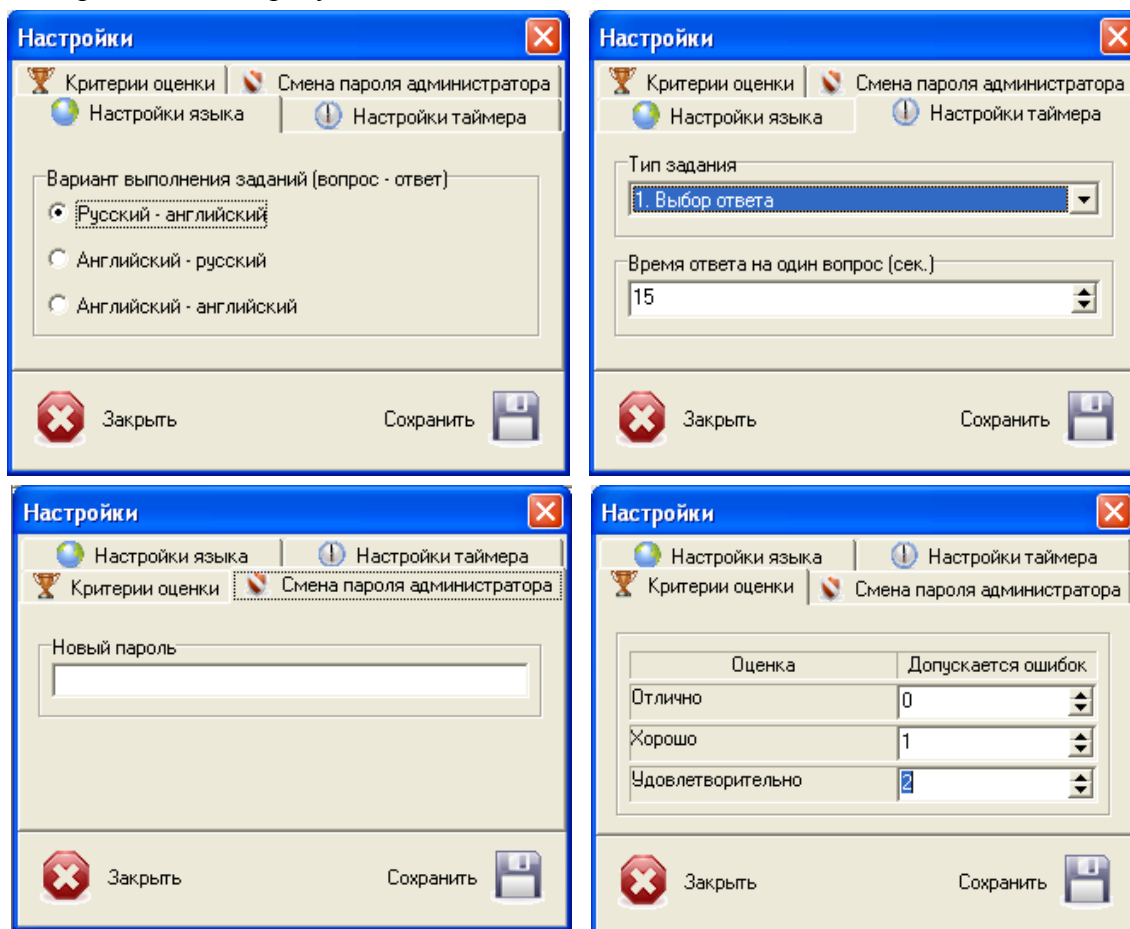 Настройки
Критерии оценки
Смена пароля администратора
Настройки языка
Настройки таймера
Вариант выполнения заданий (вопрос - ответ)
Русский - английский
Английский - русский
Английский - английский
Закрыть
Сохранить
Настройки
Критерии оценки
Смена пароля администратора
Настройки языка
Настройки таймера
Тип задания
1. Выбор ответа
Время ответа на один вопрос (сек.)
15
Закрыть
Сохранить
Настройки
Настройки языка
Настройки таймера
Критерии оценки
Смена пароля администратора
Новый пароль
Закрыть
Сохранить
Настройки
Настройки языка
Настройки таймера
Критерии оценки
Смена пароля администратора
Оценка Допускается ошибок
Отлично 0
Хорошо 1
Удовлетворительно 2
Закрыть
Сохранить